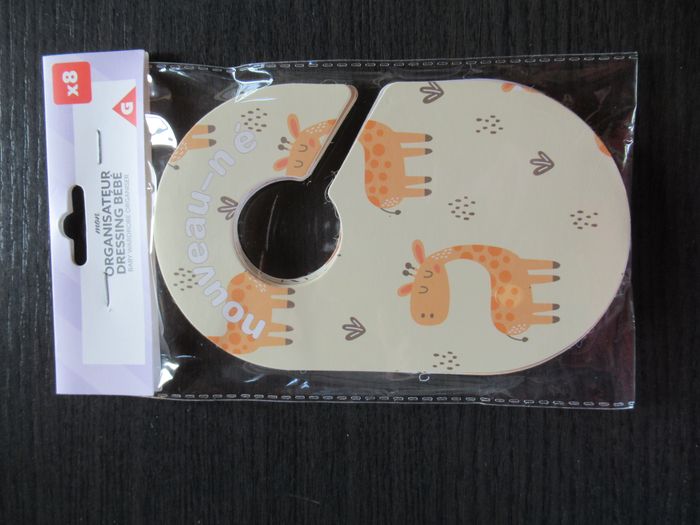 x8
G
mon
ORGANISATEUR
DRESSING BÉBÉ
BABY WARDROBE ORGANISER
nouveau-né